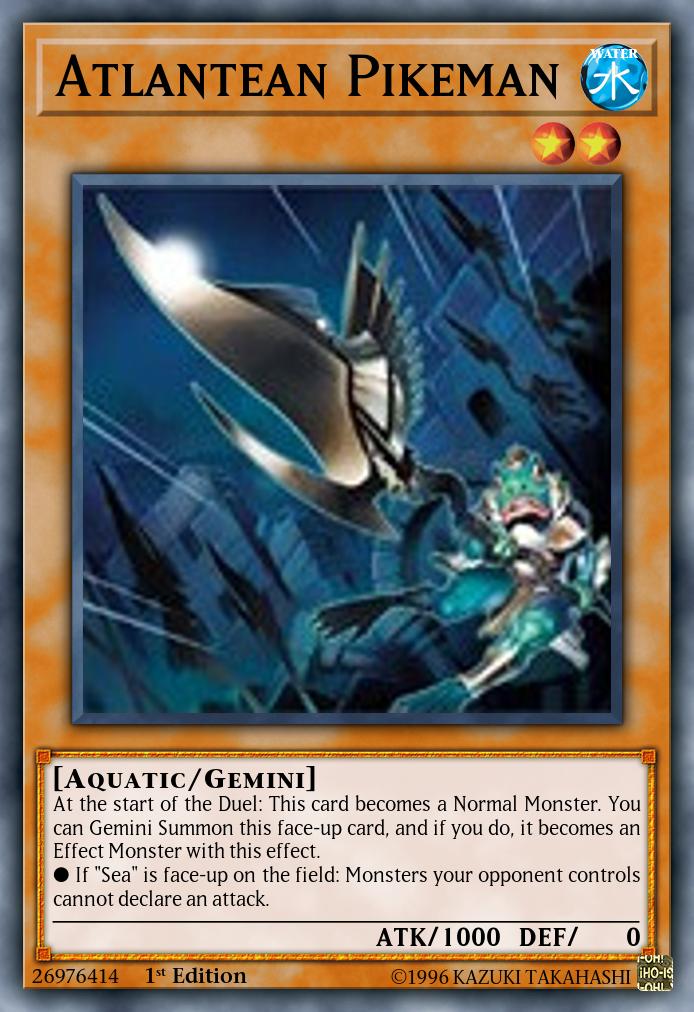 Atlantean Pikeman
WATER
水
[Aquatic/Gemini]
At the start of the Duel: This card becomes a Normal Monster. You
can Gemini Summon this face-up card, and if you do, it becomes an
Effect Monster with this effect.
● If "Sea" is face-up on the field: Monsters your opponent controls
cannot declare an attack.
ATK/1000 DEF/ 0
26976414 1st Edition ©1996 KAZUKI TAKAHASHI